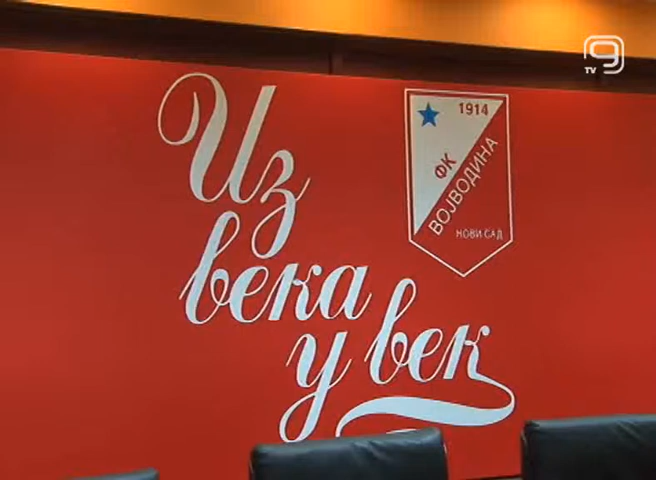 9
TV
Из
века
у век
1914
ФК
ВОЈВОДИНА
НОВИ САД